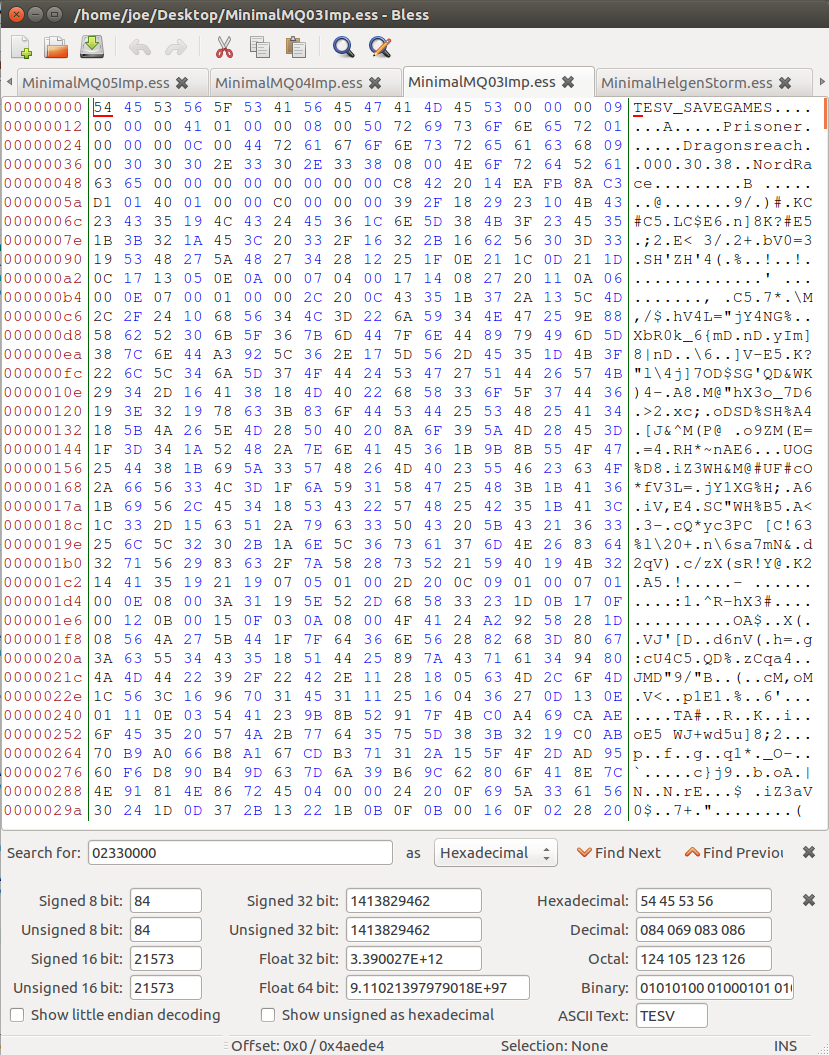 /home/joe/Desktop/MinimalMQ03Imp.ess - Bless
MinimalMQ05Imp.ess MinimalMQ04Imp.ess MinimalMQ03Imp.ess MinimalHelgenStorm.ess
00000000 54 45 53 56 5F 53 41 56 45 47 41 4D 45 53 00 00 00 09 TESV_SAVEGAMES....
00000012 00 00 00 41 01 00 00 08 00 50 72 69 73 6F 6E 65 72 01 ...A.....Prisoner.
00000024 00 00 00 0C 00 44 72 61 67 6F 6E 73 72 65 61 63 68 09 .....Dragonsreach.
00000036 00 30 30 30 2E 33 30 2E 33 38 08 00 4E 6F 72 64 52 61 .000.30.38..NordRa
00000048 63 65 00 00 00 00 00 00 00 00 C8 42 20 14 EA FB 8A C3 ce.........B ......
0000005a D1 01 40 01 00 00 C0 00 00 00 39 2F 18 29 23 10 4B 43 ..@.......9/.)#.KC
0000006c 23 43 35 19 4C 43 24 45 36 1C 6E 5D 38 4B 3F 23 45 35 #C5.LC$E6.n]8K?#E5
0000007e 1B 3B 32 1A 45 3C 20 33 2F 16 32 2B 16 62 56 30 3D 33 .;2.E< 3/.2+.bV0=3
00000090 19 53 48 27 5A 48 27 34 28 12 25 1F 0E 21 1C 0D 21 1D .SH'ZH'4(.%..!..!.
000000a2 0C 17 13 05 0E 0A 00 07 04 00 17 14 08 27 20 11 0A 06 .............' ...
000000b4 00 0E 07 00 01 00 00 2C 20 0C 43 35 1B 37 2A 13 5C 4D ......., .C5.7*.\M
000000c6 2C 2F 24 10 68 56 34 4C 3D 22 6A 59 34 4E 47 25 9E 88 ,/$.hV4L="jY4NG%..
000000d8 58 62 52 30 6B 5F 36 7B 6D 44 7F 6E 44 89 79 49 6D 5D XbR0k_6{mD.nD.yIm]
000000ea 38 7C 6E 44 A3 92 5C 36 2E 17 5D 56 2D 45 35 1D 4B 3F 8|nD..\6..]V-E5.K?
000000fc 22 6C 5C 34 6A 5D 37 4F 44 24 53 47 27 51 44 26 57 4B "l\4j]7OD$SG'QD&WK
0000010e 29 34 2D 16 41 38 18 4D 40 22 68 58 33 6F 5F 37 44 36 )4-.A8.M@"hX3o_7D6
00000120 19 3E 32 19 78 63 3B 83 6F 44 53 44 25 53 48 25 41 34 .>2.xc;.oDSD%SH%A4
00000132 18 5B 4A 26 5E 4D 28 50 40 20 8A 6F 39 5A 4D 28 45 3D .[J&^M(P@ .o9ZM(E=
00000144 1F 3D 34 1A 52 48 2A 7E 6E 41 45 36 1B 9B 8B 55 4F 47 .=4.RH*~nAE6...UOG
00000156 25 44 38 1B 69 5A 33 57 48 26 4D 40 23 55 46 23 63 4F %D8.iZ3WH&M@#UF#cO
00000168 2A 66 56 33 4C 3D 1F 6A 59 31 58 47 25 48 3B 1B 41 36 *fV3L=.jY1XG%H;.A6
0000017a 1B 69 56 2C 45 34 18 53 43 22 57 48 25 42 35 1B 41 3C .iV,E4.SC"WH%B5.A<
0000018c 1C 33 2D 15 63 51 2A 79 63 33 50 43 20 5B 43 21 36 33 .3-.cQ*yc3PC [C!63
0000019e 25 6C 5C 32 30 2B 1A 6E 5C 36 73 61 37 6D 4E 26 83 64 %l\20+.n\6sa7mN&.d
000001b0 32 71 56 29 83 63 2F 7A 58 28 73 52 21 59 40 19 4B 32 2qV).c/zX(sR!Y@.K2
000001c2 14 41 35 19 21 19 07 05 01 00 2D 20 0C 09 01 00 07 01 .A5.!.....- ......
000001d4 00 0E 08 00 3A 31 19 5E 52 2D 68 58 33 23 1D 0B 17 0F ....:1.^R-hX3#....
000001e6 00 12 0B 00 15 0F 03 0A 08 00 4F 41 24 A2 92 58 28 1D ..........OA$..X(.
000001f8 08 56 4A 27 5B 44 1F 7F 64 36 6E 56 28 82 68 3D 80 67 .VJ'[D..d6nV(.h=.g
0000020a 3A 63 55 34 43 35 18 51 44 25 89 7A 43 71 61 34 94 80 :cU4C5.QD%.zCqa4..
0000021c 4A 4D 44 22 39 2F 22 42 2E 11 28 18 05 63 4D 2C 6F 4D JMD"9/"B..(..cM,oM
0000022e 1C 56 3C 16 96 70 31 45 31 11 25 16 04 36 27 0D 13 0E .V<..p1E1.%..6'...
00000240 01 11 0E 03 54 41 23 9B 8B 52 91 7F 4B C0 A4 69 CA AE ....TA#..R..K..i..
00000252 6F 45 35 20 57 4A 2B 77 64 35 75 5D 38 3B 32 19 C0 AB oE5 WJ+wd5u]8;2...
00000264 70 B9 A0 66 B8 A1 67 CD B3 71 31 2A 15 5F 4F 2D AD 95 p..f..g..q1*._O-..
00000276 60 F6 D8 90 B4 9D 63 7D 6A 39 B6 9C 62 80 6F 41 8E 7C `.....c}j9..b.oA.|
00000288 4E 91 81 4E 86 72 45 04 00 00 24 20 0F 69 5A 33 61 56 N..N.rE...$ .iZ3aV
0000029a 30 24 1D 0D 37 2B 13 22 1B 0B 0F 0B 00 16 0F 02 28 20 0$..7+."........( 
Search for: 02330000 as Hexadecimal Find Next Find Previou
Signed 8 bit: 84 Signed 32 bit: 1413829462 Hexadecimal: 54 45 53 56
Unsigned 8 bit: 84 Unsigned 32 bit: 1413829462 Decimal: 084 069 083 086
Signed 16 bit: 21573 Float 32 bit: 3.390027E+12 Octal: 124 105 123 126
Unsigned 16 bit: 21573 Float 64 bit: 9.11021397979018E+97 Binary: 01010100 01000101 010
Show little endian decoding Show unsigned as hexadecimal ASCII Text: TESV
Offset: 0x0 / 0x4aede4 Selection: None INS